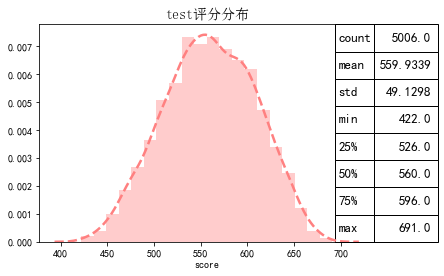 test评分分布
0.007
0.006
0.005
0.004
0.003
0.002
0.001
0.000
400 450 500 550 600 650 700
score
count 5006.0
mean 559.9339
std 49.1298
min 422.0
25% 526.0
50% 560.0
75% 596.0
max 691.0